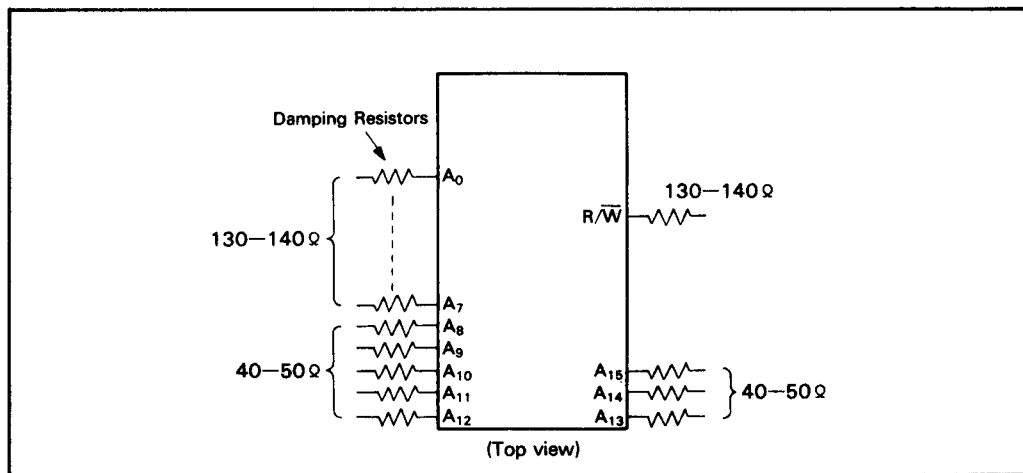 Damping Resistors
A₀
130–140Ω
R/W̅
130–140Ω
A₇
A₈
A₉
40–50Ω
A₁₀
A₁₁
A₁₂
A₁₅
A₁₄
A₁₃
40–50Ω
(Top view)